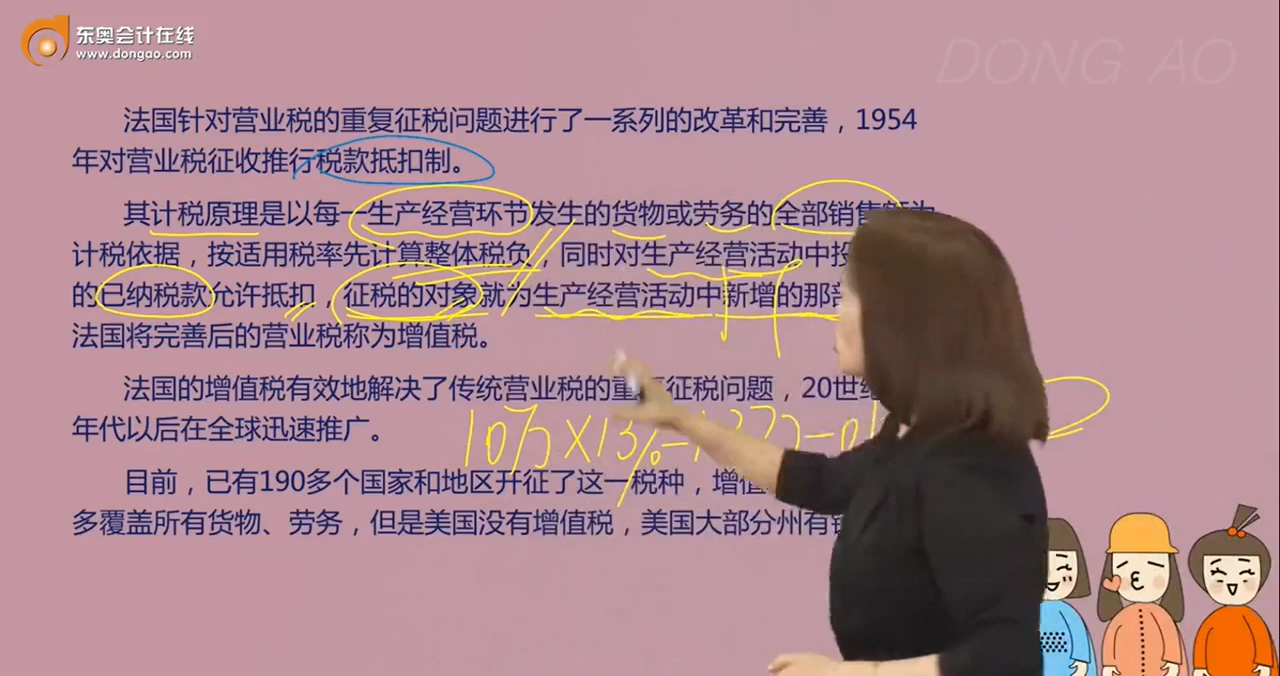 东奥会计在线
www.dongao.com
DONG AO
法国针对营业税的重复征税问题进行了一系列的改革和完善，1954
年对营业税征收推行税款抵扣制。
其计税原理是以每一生产经营环节发生的货物或劳务的全部销售额为
计税依据，按适用税率先计算整体税负，同时对生产经营活动中投
的已纳税款允许抵扣，征税的对象就为生产经营活动中新增的那部
法国将完善后的营业税称为增值税。
法国的增值税有效地解决了传统营业税的重复征税问题，20世纪
年代以后在全球迅速推广。
10万×13%-
目前，已有190多个国家和地区开征了这一税种，增值
多覆盖所有货物、劳务，但是美国没有增值税，美国大部分州有